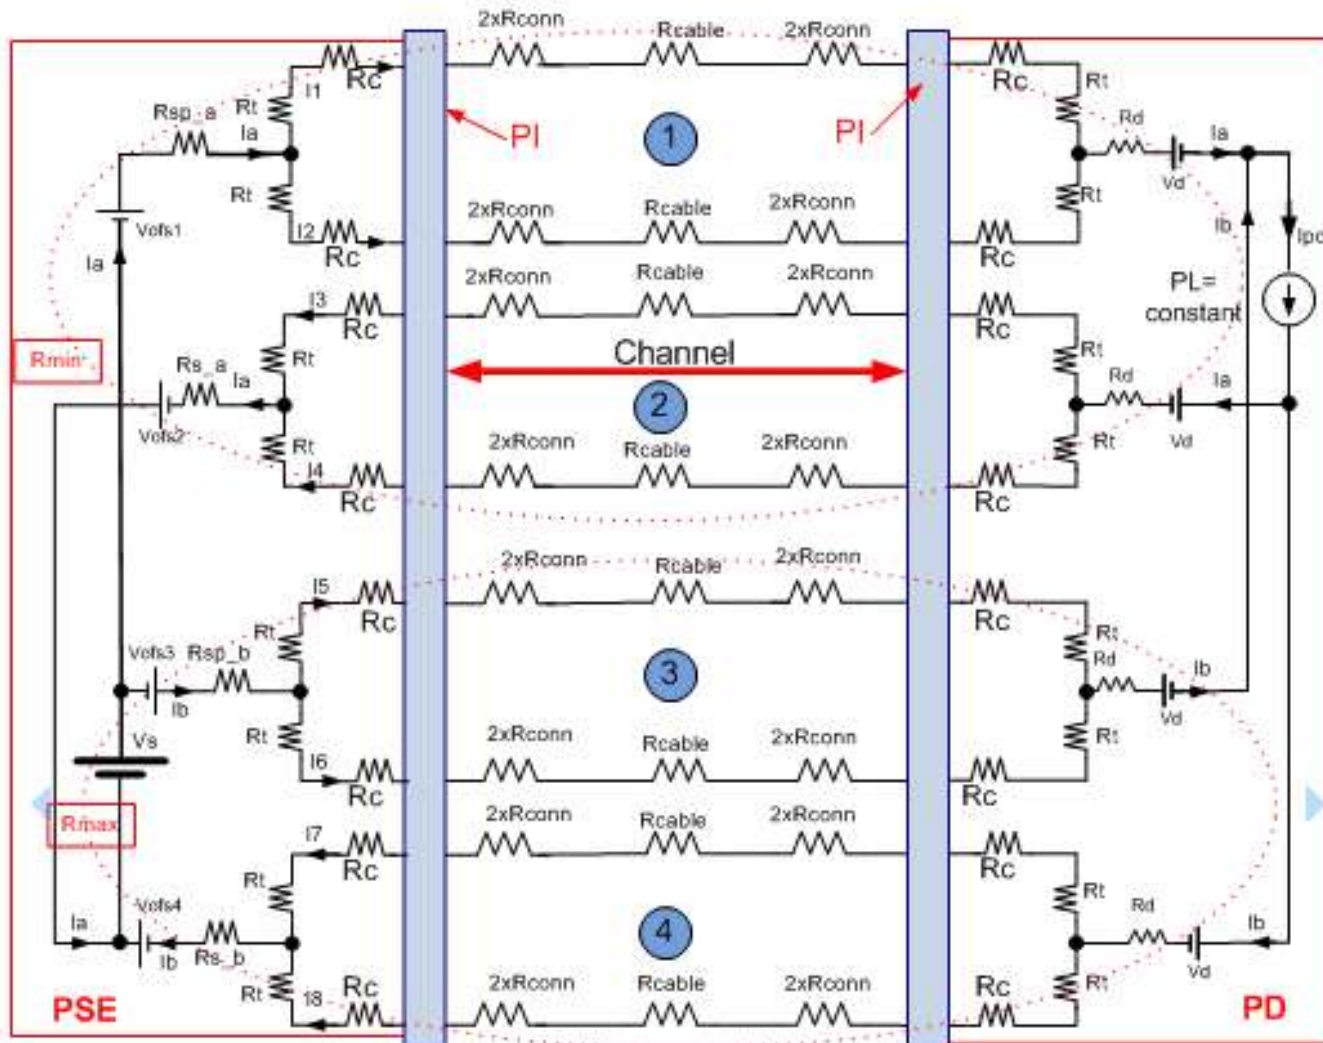 2xRconn Rcable 2xRconn
Rc Rc
I1 Rt Rt
Rsp_a Ia Rd Ia
PI 1 PI
Rt Vd Rt Ib
2xRconn Rcable 2xRconn
Vofs1 I2 Rc Rc
Ia
2xRconn Rcable 2xRconn
I3 Rc Rc
PL=
constant
Rmin Rs_a Ia Rt Channel Rt Rd Ia
Vofs2 2 Vd
Rt Rt
2xRconn Rcable 2xRconn
I4 Rc Rc
2xRconn Rcable 2xRconn
I5 Rc Rc
Rt Rt
Vofs3 Rsp_b Rd Ib
Ib 3 Vd
Vs Rt Rt
2xRconn Rcable 2xRconn
I6 Rc Rc
Rmax
2xRconn Rcable 2xRconn
I7 Rc Rc
Rt Rt
Vofs4 Rd
Ia Ib Rs_b 4 Vd Ib
Rt Rt
2xRconn Rcable 2xRconn
I8 Rc Rc
PSE PD